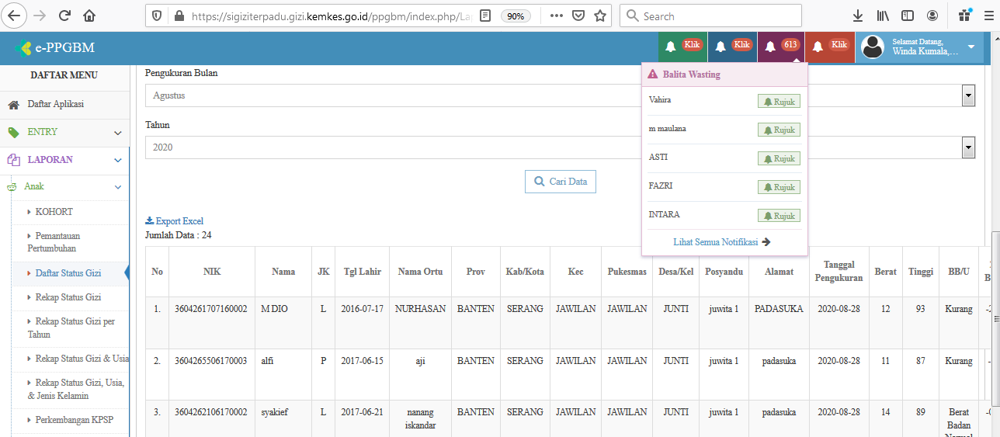 https://sigiziterpadu.gizi.kemkes.go.id/ppgbm/index.php/La
90%
Search
e-PPGBM
Klik
Klik
613
Klik
Selamat Datang,
Winda Kumala,...
DAFTAR MENU
Daftar Aplikasi
ENTRY
LAPORAN
Anak
KOHORT
Pemantauan
Pertumbuhan
Daftar Status Gizi
Rekap Status Gizi
Rekap Status Gizi per
Tahun
Rekap Status Gizi & Usia
Rekap Status Gizi, Usia,
& Jenis Kelamin
Perkembangan KPSP
Pengukuran Bulan
Agustus
Tahun
2020
Cari Data
Balita Wasting
Vahira Rujuk
m maulana Rujuk
ASTI Rujuk
FAZRI Rujuk
INTARA Rujuk
Lihat Semua Notifikasi
Export Excel
Jumlah Data : 24
No NIK Nama JK Tgl Lahir Nama Ortu Prov Kab/Kota Kec Pukesmas Desa/Kel Posyandu Alamat Tanggal Pengukuran Berat Tinggi BB/U
1. 3604261707160002 M DIO L 2016-07-17 NURHASAN BANTEN SERANG JAWILAN JAWILAN JUNTI juwita 1 PADASUKA 2020-08-28 12 93 Kurang
2. 3604265506170003 alfi P 2017-06-15 aji BANTEN SERANG JAWILAN JAWILAN JUNTI juwita 1 padasuka 2020-08-28 11 87 Kurang
3. 3604262106170002 syakief L 2017-06-21 nanang iskandar BANTEN SERANG JAWILAN JAWILAN JUNTI juwita 1 padasuka 2020-08-28 14 89 Berat Badan Normal